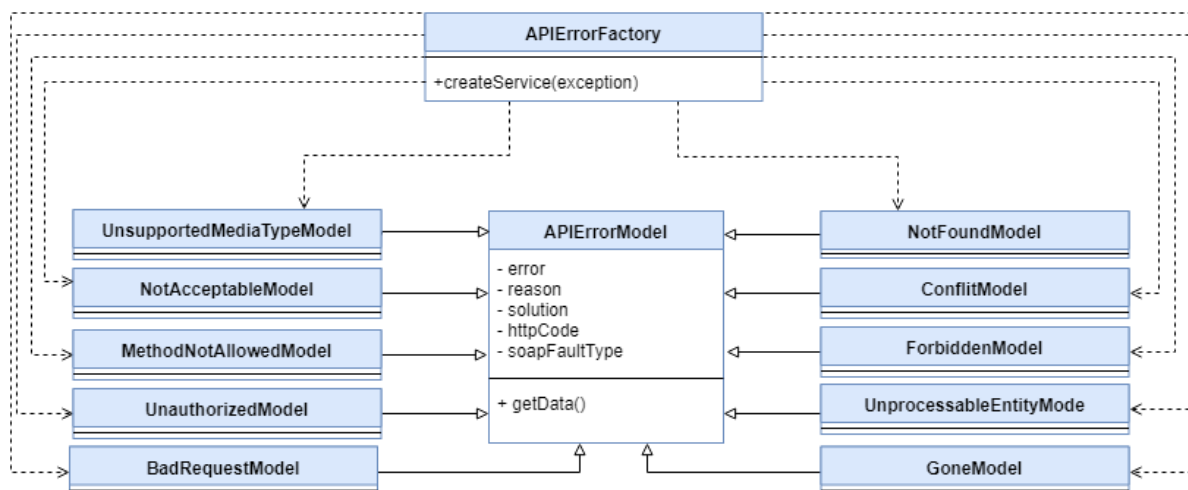 APIErrorFactory
+createService(exception)
UnsupportedMediaTypeModel
APIErrorModel
NotFoundModel
- error
- reason
- solution
- httpCode
- soapFaultType
+ getData()
NotAcceptableModel
ConflitModel
MethodNotAllowedModel
ForbiddenModel
UnauthorizedModel
UnprocessableEntityMode
BadRequestModel
GoneModel